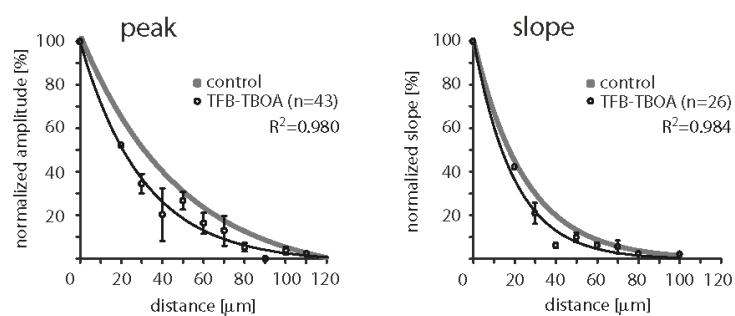 peak
normalized amplitude [%]
100
80
60
40
20
0
20
40
60
80
100
120
distance [μm]
control
TFB-TBOA (n=43)
R²=0.980
slope
normalized slope [%]
100
80
60
40
20
0
20
40
60
80
100
120
distance [μm]
control
TFB-TBOA (n=26)
R²=0.984